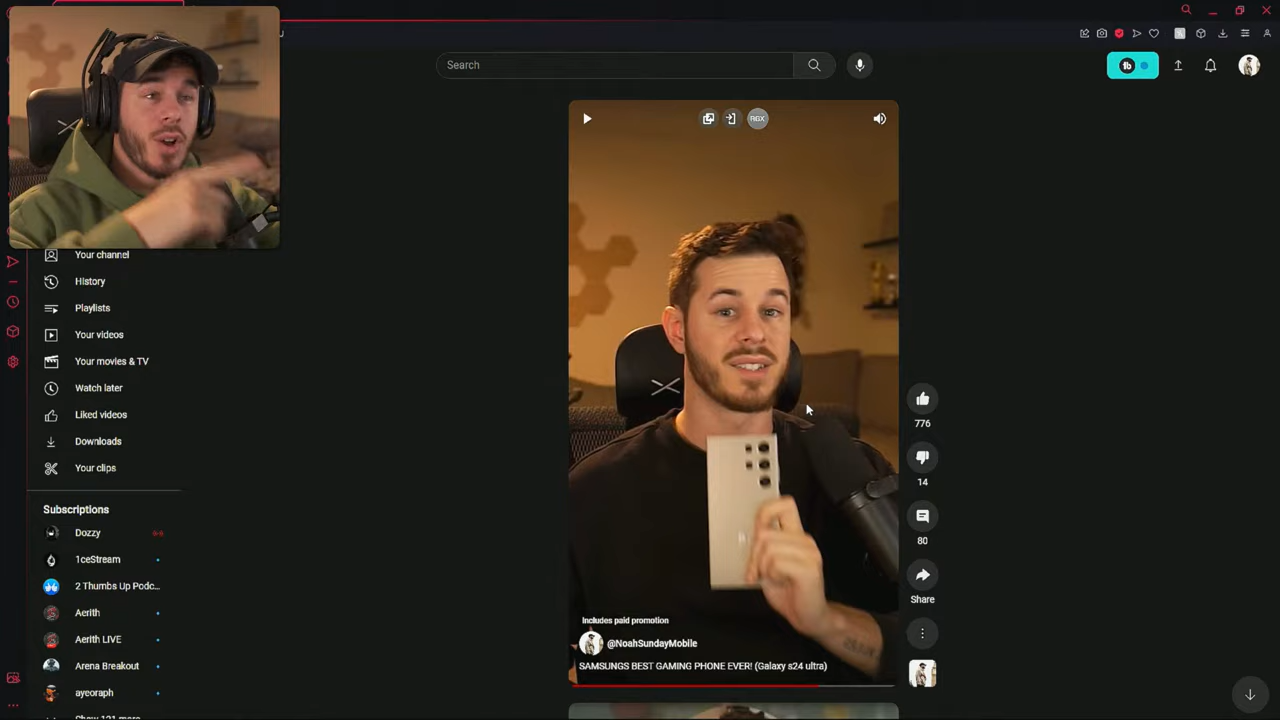 Search
RGX
Your channel
History
Playlists
Your videos
Your movies & TV
Watch later
Liked videos
Downloads
Your clips
Subscriptions
Dozzy
1ceStream
2 Thumbs Up Podc...
Aerith
Aerith LIVE
Arena Breakout
ayeoraph
776
14
80
Share
Includes paid promotion
@NoahSundayMobile
SAMSUNGS BEST GAMING PHONE EVER! (Galaxy s24 ultra)